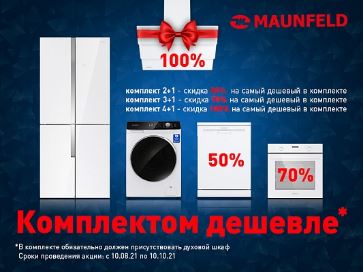 MAUNFELD
100%
комплект 2+1 - скидка 50% на самый дешевый в комплекте
комплект 3+1 - скидка 70% на самый дешевый в комплекте
комплект 4+1 - скидка 100% на самый дешевый в комплекте
50%
70%
Комплектом дешевле*
*В комплекте обязательно должен присутствовать духовой шкаф
Сроки проведения акции: с 10.08.21 по 10.10.21